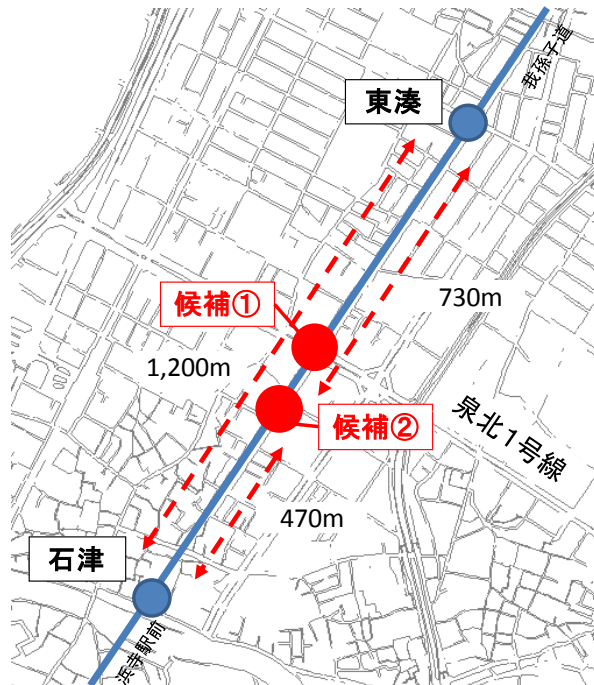 我孫子道
東湊
730m
候補①
1,200m
候補②
泉北1号線
470m
石津
浜寺駅前